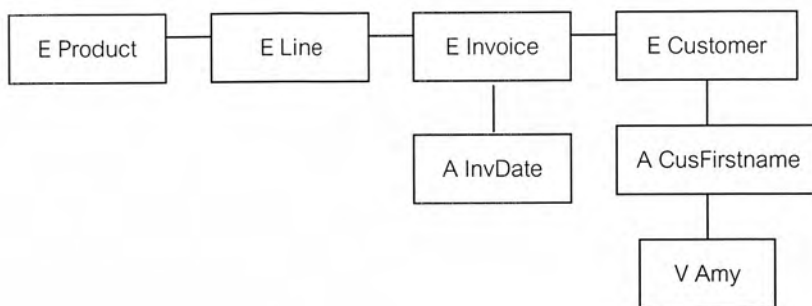 E Product
E Line
E Invoice
E Customer
A InvDate
A CusFirstname
V Amy